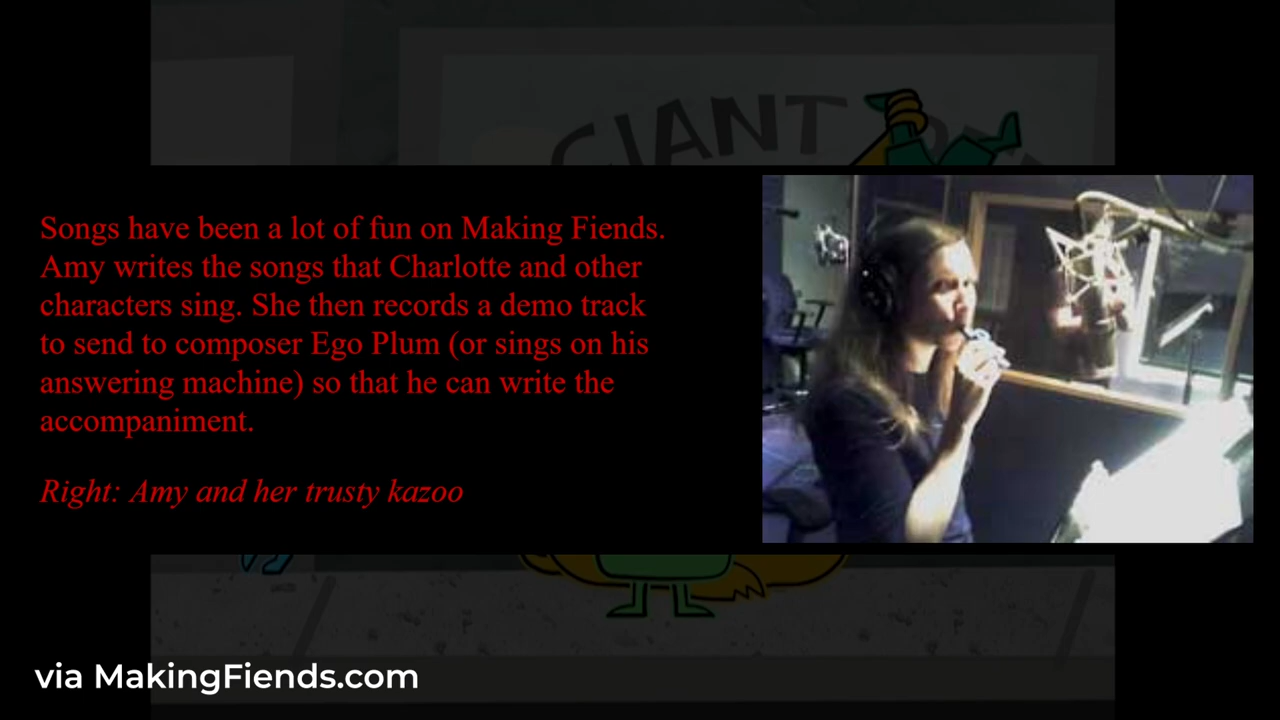 GIANT
Songs have been a lot of fun on Making Fiends.
Amy writes the songs that Charlotte and other
characters sing. She then records a demo track
to send to composer Ego Plum (or sings on his
answering machine) so that he can write the
accompaniment.
Right: Amy and her trusty kazoo
via MakingFiends.com